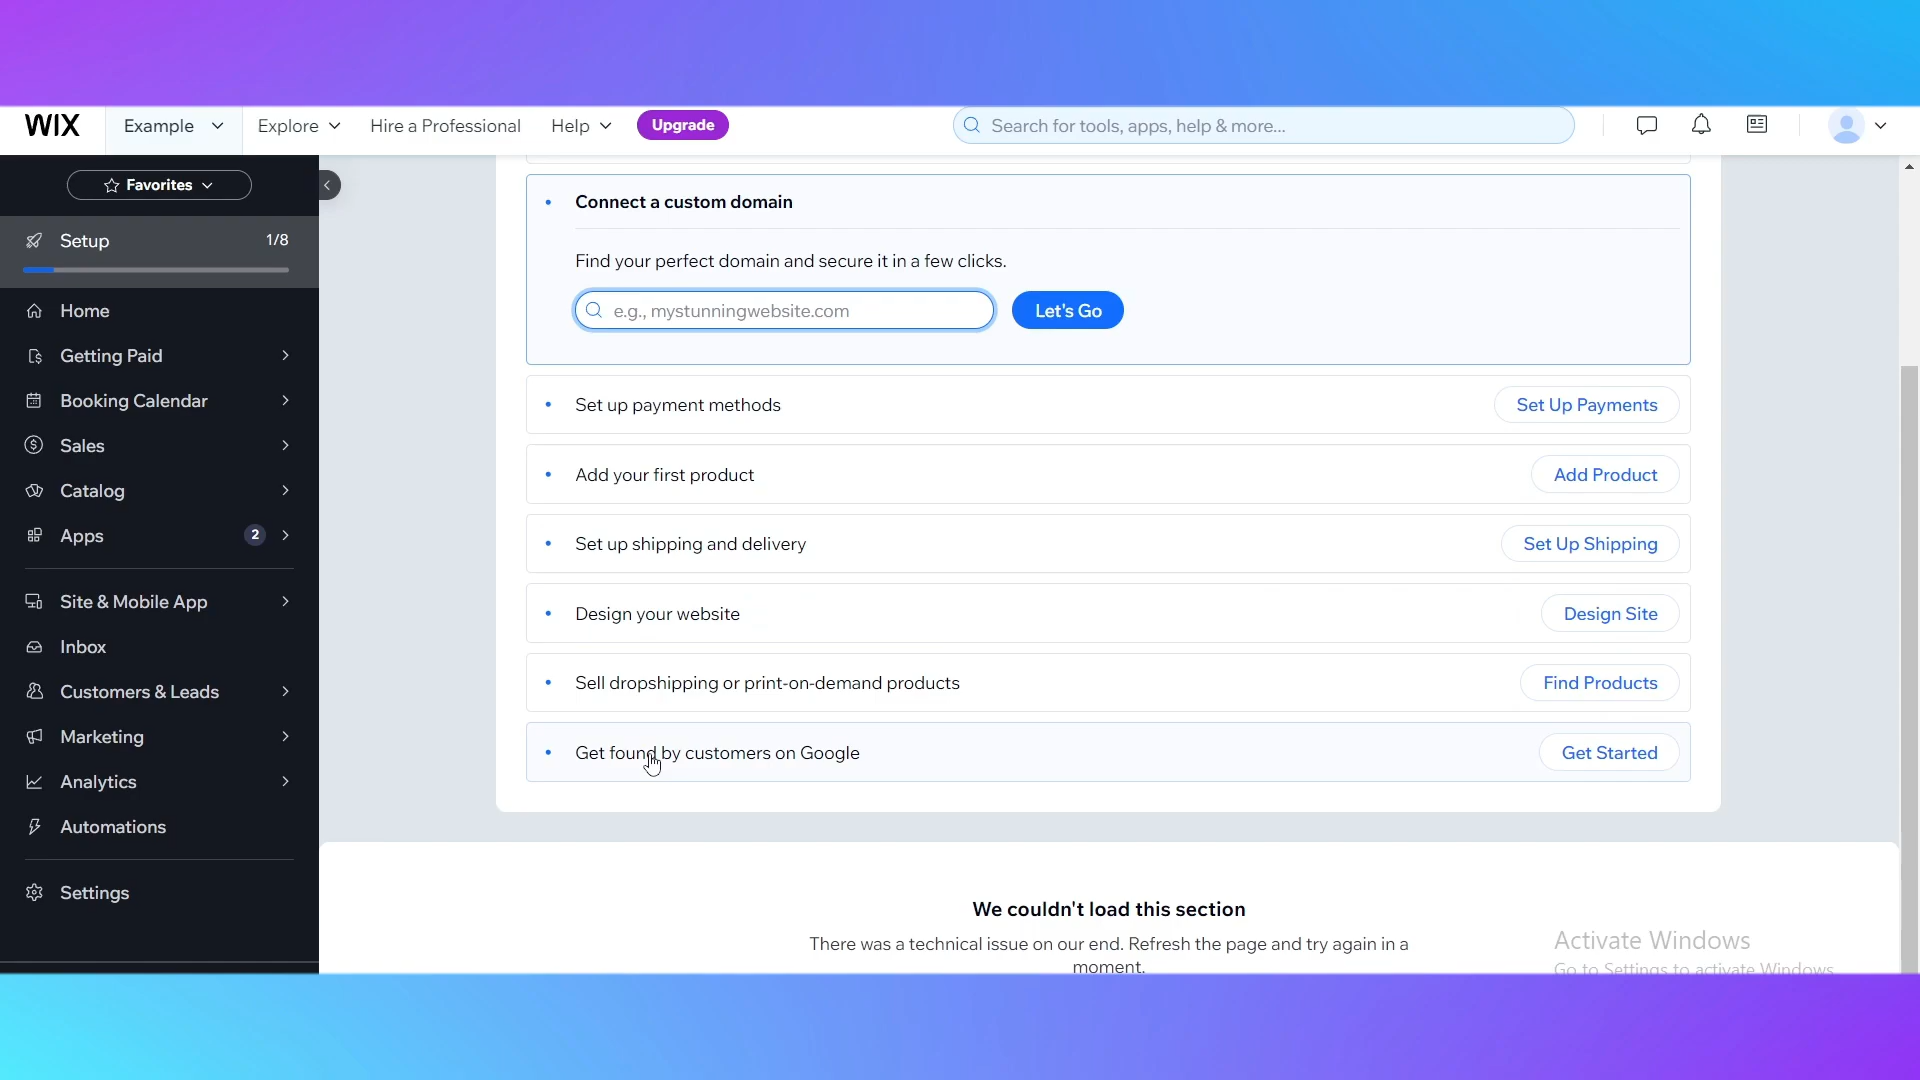 WIX
Example
Explore
Hire a Professional
Help
Upgrade
Search for tools, apps, help & more...
Favorites
Setup
1/8
Home
Getting Paid
Booking Calendar
Sales
Catalog
Apps
2
Site & Mobile App
Inbox
Customers & Leads
Marketing
Analytics
Automations
Settings
Connect a custom domain
Find your perfect domain and secure it in a few clicks.
e.g., mystunningwebsite.com
Let's Go
Set up payment methods
Set Up Payments
Add your first product
Add Product
Set up shipping and delivery
Set Up Shipping
Design your website
Design Site
Sell dropshipping or print-on-demand products
Find Products
Get found by customers on Google
Get Started
We couldn't load this section
There was a technical issue on our end. Refresh the page and try again in a
moment.
Activate Windows
Go to Settings to activate Windows.